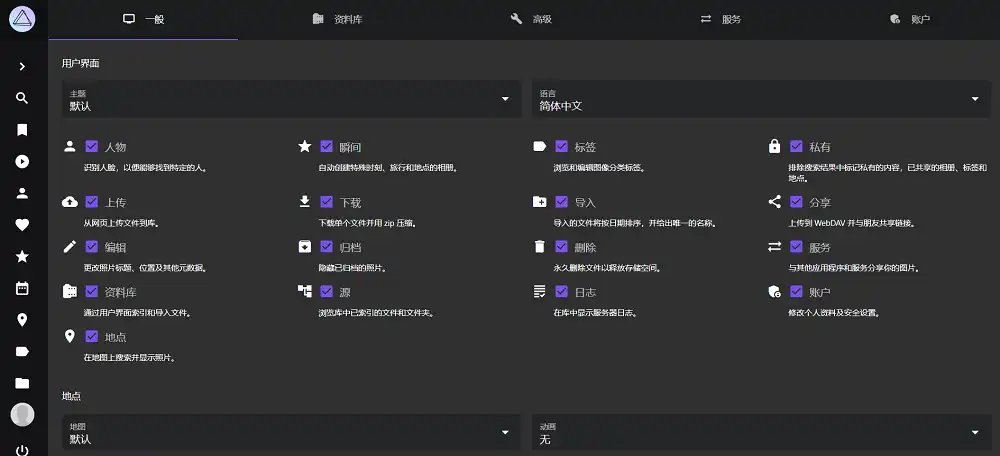 一般 资料库 高级 服务 账户
用户界面
主题 语言
默认 简体中文
人物 瞬间 标签 私有
识别人脸，以便能够找到特定的人。 自动创建特殊时刻、旅行和地点的相册。 浏览和编辑图像分类标签。 排除搜索结果中标记私有的内容，已共享的相册、标签和
地点。
上传 下载 导入 分享
从网页上传文件到库。 下载单个文件并用 zip 压缩。 导入的文件将按日期排序，并给出唯一的名称。 上传到 WebDAV 并与朋友共享链接。
编辑 归档 删除 服务
更改照片标题、位置及其他元数据。 隐藏已归档的照片。 永久删除文件以释放存储空间。 与其他应用程序和服务分享你的图片。
资料库 源 日志 账户
通过用户界面索引和导入文件。 浏览库中已索引的文件和文件夹。 在库中显示服务器日志。 修改个人资料及安全设置。
地点
在地图上搜索并显示照片。
地点
地图 动画
默认 无